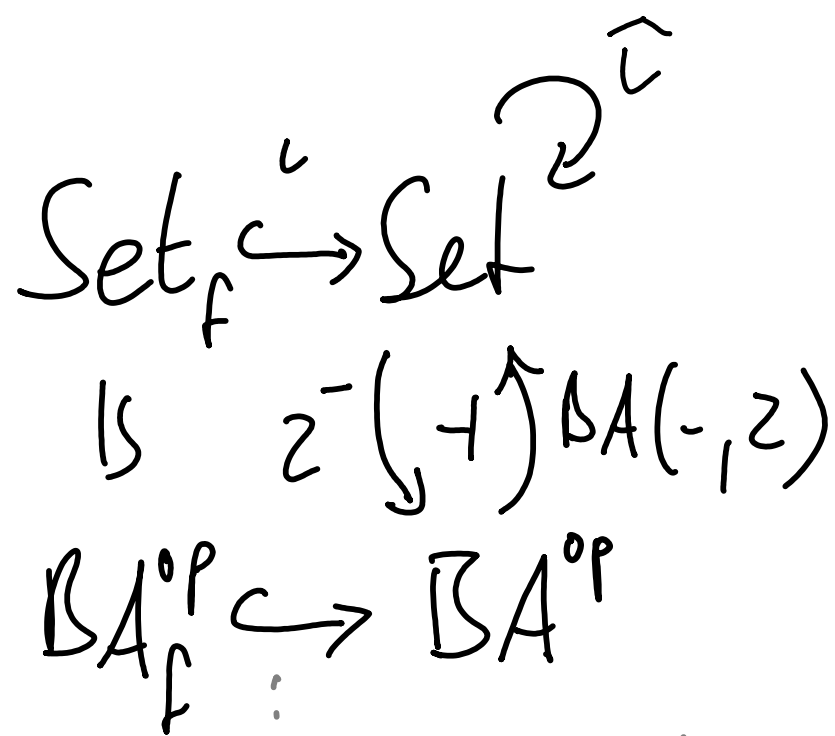 ι̂
ι
Set_f ↪ Set
≀s 2^- ⊣ BA(-,2)
BA_f^op ↪ BA^op